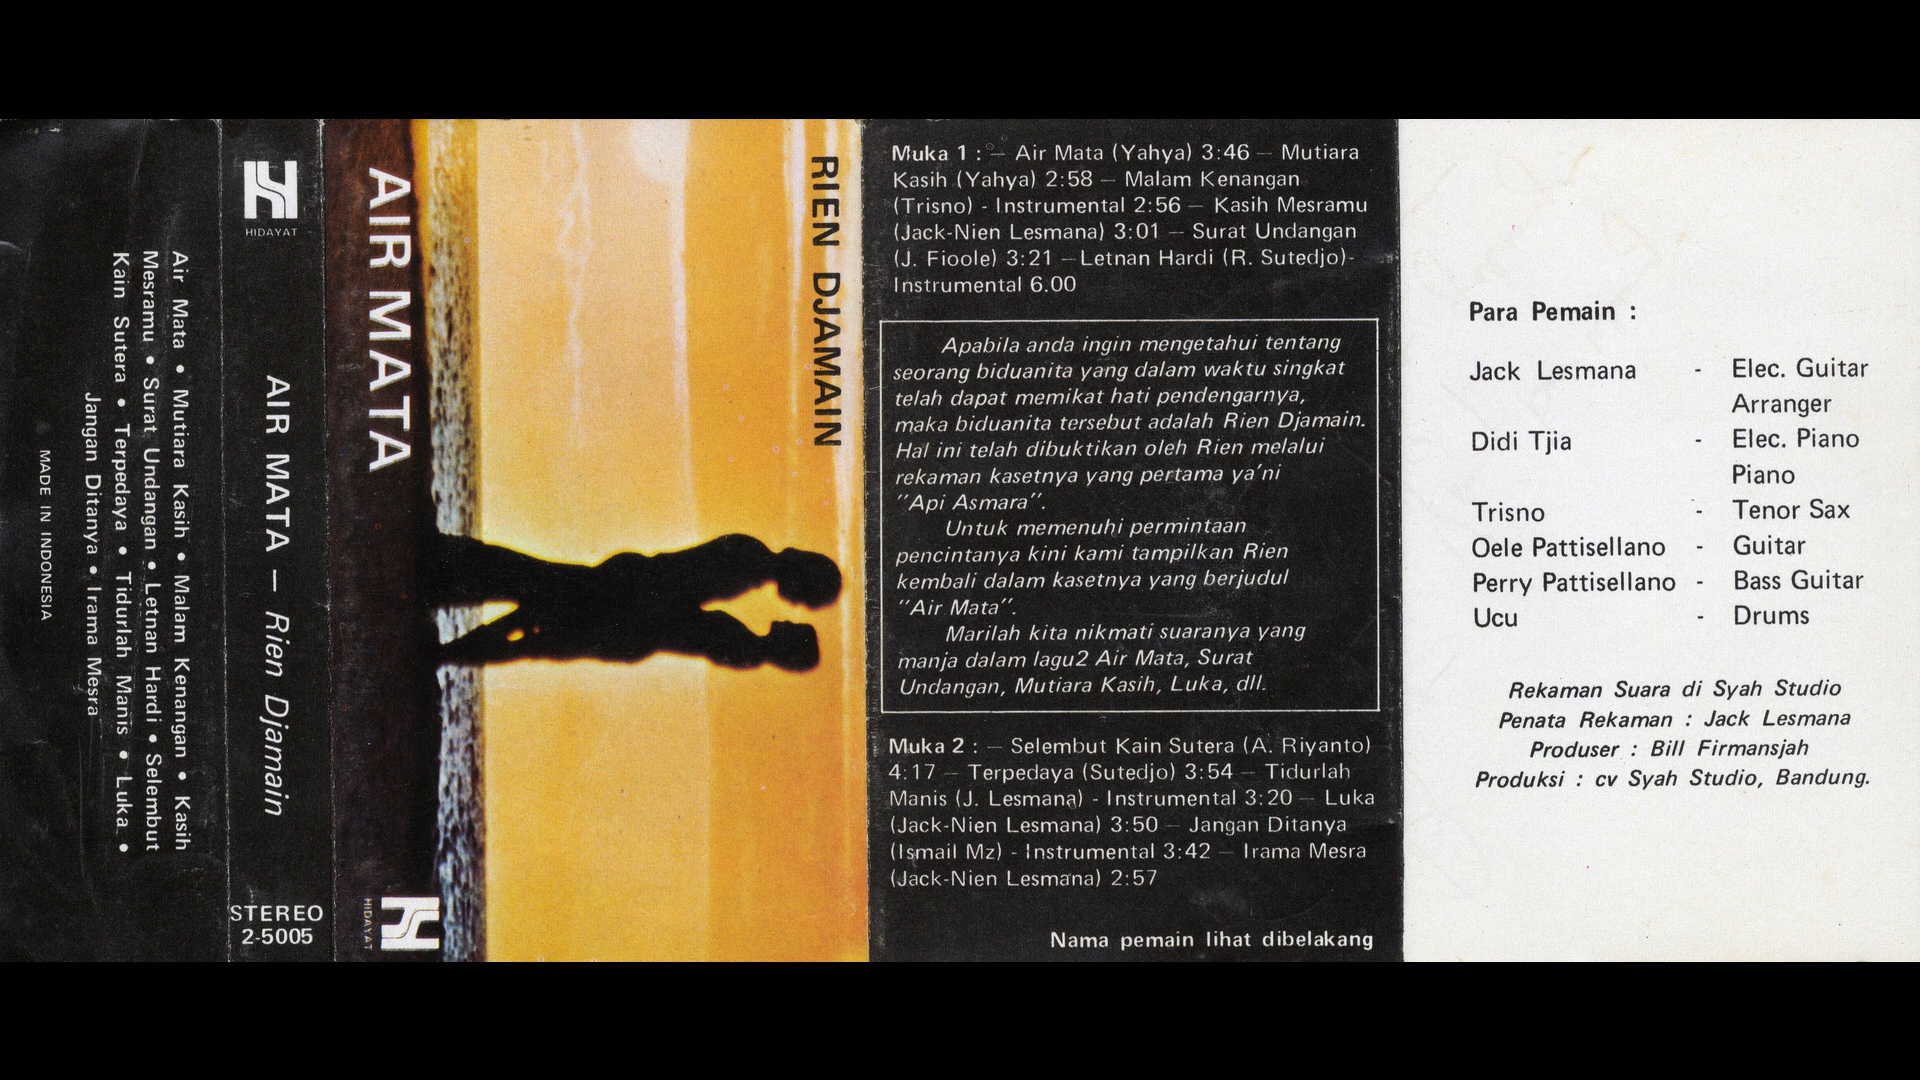 HIDAYAT
Air Mata • Mutiara Kasih • Malam Kenangan • Kasih
Mesramu • Surat Undangan • Letnan Hardi • Selembut
Kain Sutera • Terpedaya • Tidurlah Manis • Luka •
Jangan Ditanya • Irama Mesra
MADE IN INDONESIA
AIR MATA — Rien Djamain
STEREO
2-5005
RIEN DJAMAIN
AIR MATA
HIDAYAT
Muka 1 : — Air Mata (Yahya) 3:46 — Mutiara
Kasih (Yahya) 2:58 — Malam Kenangan
(Trisno) - Instrumental 2:56 — Kasih Mesramu
(Jack-Nien Lesmana) 3:01 — Surat Undangan
(J. Fioole) 3:21 —Letnan Hardi (R. Sutedjo)-
Instrumental 6.00
Apabila anda ingin mengetahui tentang
seorang biduanita yang dalam waktu singkat
telah dapat memikat hati pendengarnya,
maka biduanita tersebut adalah Rien Djamain.
Hal ini telah dibuktikan oleh Rien melalui
rekaman kasetnya yang pertama ya'ni
"Api Asmara".
Untuk memenuhi permintaan
pencintanya kini kami tampilkan Rien
kembali dalam kasetnya yang berjudul
"Air Mata".
Marilah kita nikmati suaranya yang
manja dalam lagu2 Air Mata, Surat
Undangan, Mutiara Kasih, Luka, dll.
Muka 2 : — Selembut Kain Sutera (A. Riyanto)
4:17 — Terpedaya (Sutedjo) 3:54 — Tidurlah
Manis (J. Lesmana) - Instrumental 3:20 — Luka
(Jack-Nien Lesmana) 3:50 — Jangan Ditanya
(Ismail Mz) - Instrumental 3:42 — Irama Mesra
(Jack-Nien Lesmana) 2:57
Nama pemain lihat dibelakang
Para Pemain :
Jack Lesmana - Elec. Guitar
Arranger
Didi Tjia - Elec. Piano
Piano
Trisno - Tenor Sax
Oele Pattisellano - Guitar
Perry Pattisellano - Bass Guitar
Ucu - Drums
Rekaman Suara di Syah Studio
Penata Rekaman : Jack Lesmana
Produser : Bill Firmansjah
Produksi : cv Syah Studio, Bandung.